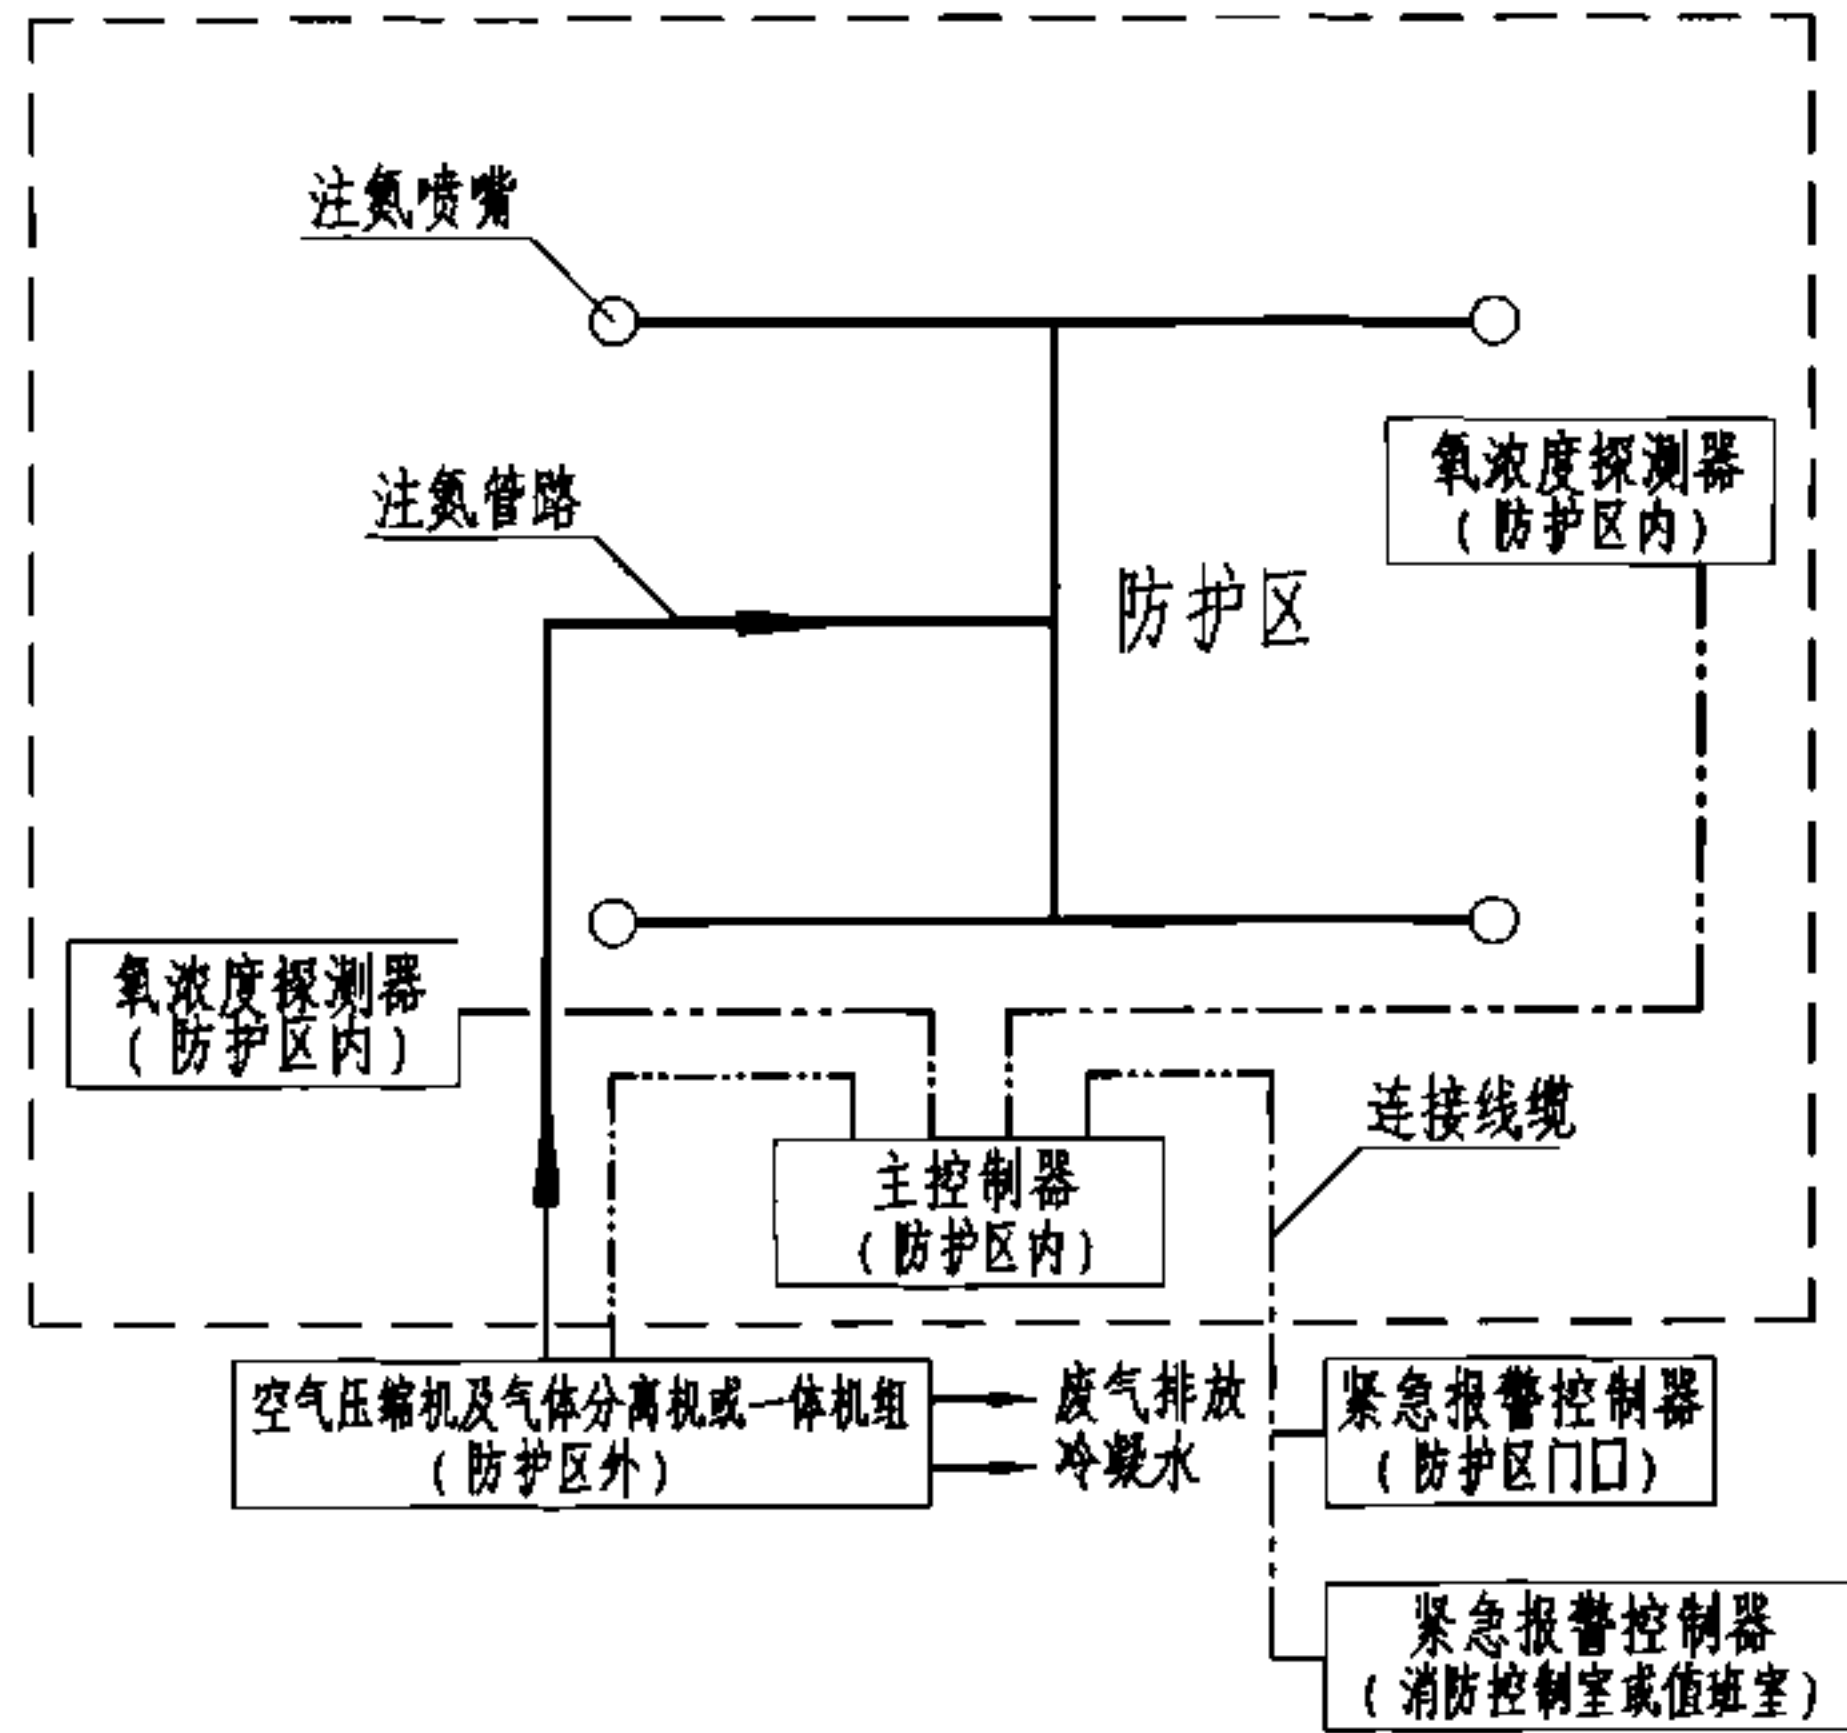 注氮喷嘴
氧浓度探测器
(防护区内)
注氮管路
防护区
氧浓度探测器
(防护区内)
连接线缆
主控制器
(防护区内)
空气压缩机及气体分离机或一体机组
(防护区外)
废气排放
冷凝水
紧急报警控制器
(防护区门口)
紧急报警控制器
(消防控制室或值班室)